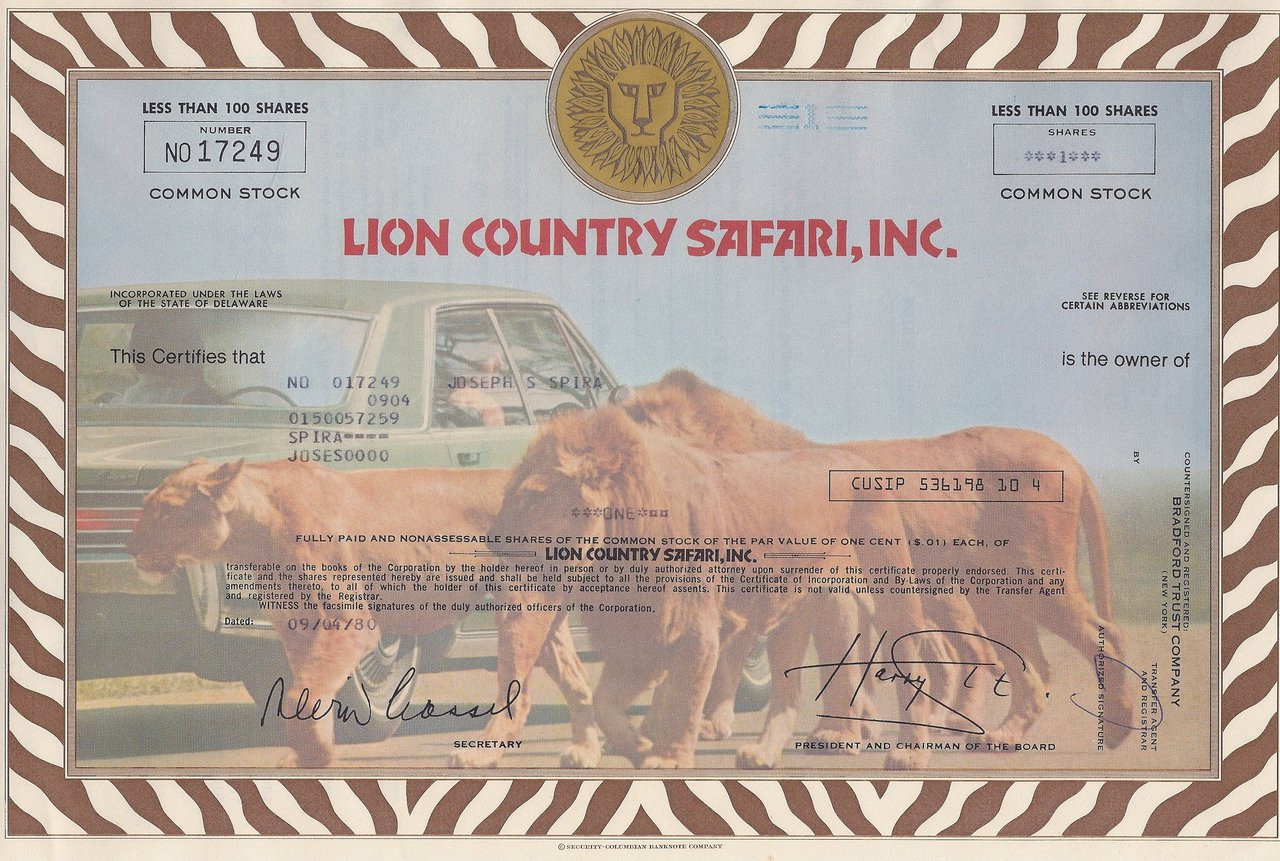 LESS THAN 100 SHARES
NUMBER
NO 17249
COMMON STOCK
1
LESS THAN 100 SHARES
SHARES
***1***
COMMON STOCK
LION COUNTRY SAFARI, INC.
INCORPORATED UNDER THE LAWS
OF THE STATE OF DELAWARE
SEE REVERSE FOR
CERTAIN ABBREVIATIONS
This Certifies that
is the owner of
NO 017249 JOSEPH S SPIRA
0904
0150057259
SPIRA----
JOSES0000
CUSIP 536198 10 4
***ONE***
FULLY PAID AND NONASSESSABLE SHARES OF THE COMMON STOCK OF THE PAR VALUE OF ONE CENT ($.01) EACH, OF
LION COUNTRY SAFARI, INC.
transferable on the books of the Corporation by the holder hereof in person or by duly authorized attorney upon surrender of this certificate properly endorsed. This certi-
ficate and the shares represented hereby are issued and shall be held subject to all the provisions of the Certificate of Incorporation and By-Laws of the Corporation and any
amendments thereto, to all of which the holder of this certificate by acceptance hereof assents. This certificate is not valid unless countersigned by the Transfer Agent
and registered by the Registrar.
WITNESS the facsimile signatures of the duly authorized officers of the Corporation.
Dated: 09/04/80
SECRETARY
Harry
PRESIDENT AND CHAIRMAN OF THE BOARD
COUNTERSIGNED AND REGISTERED:
BRADFORD TRUST COMPANY
(NEW YORK)
TRANSFER AGENT
AND REGISTRAR
BY
AUTHORIZED SIGNATURE
© SECURITY-COLUMBIAN BANKNOTE COMPANY